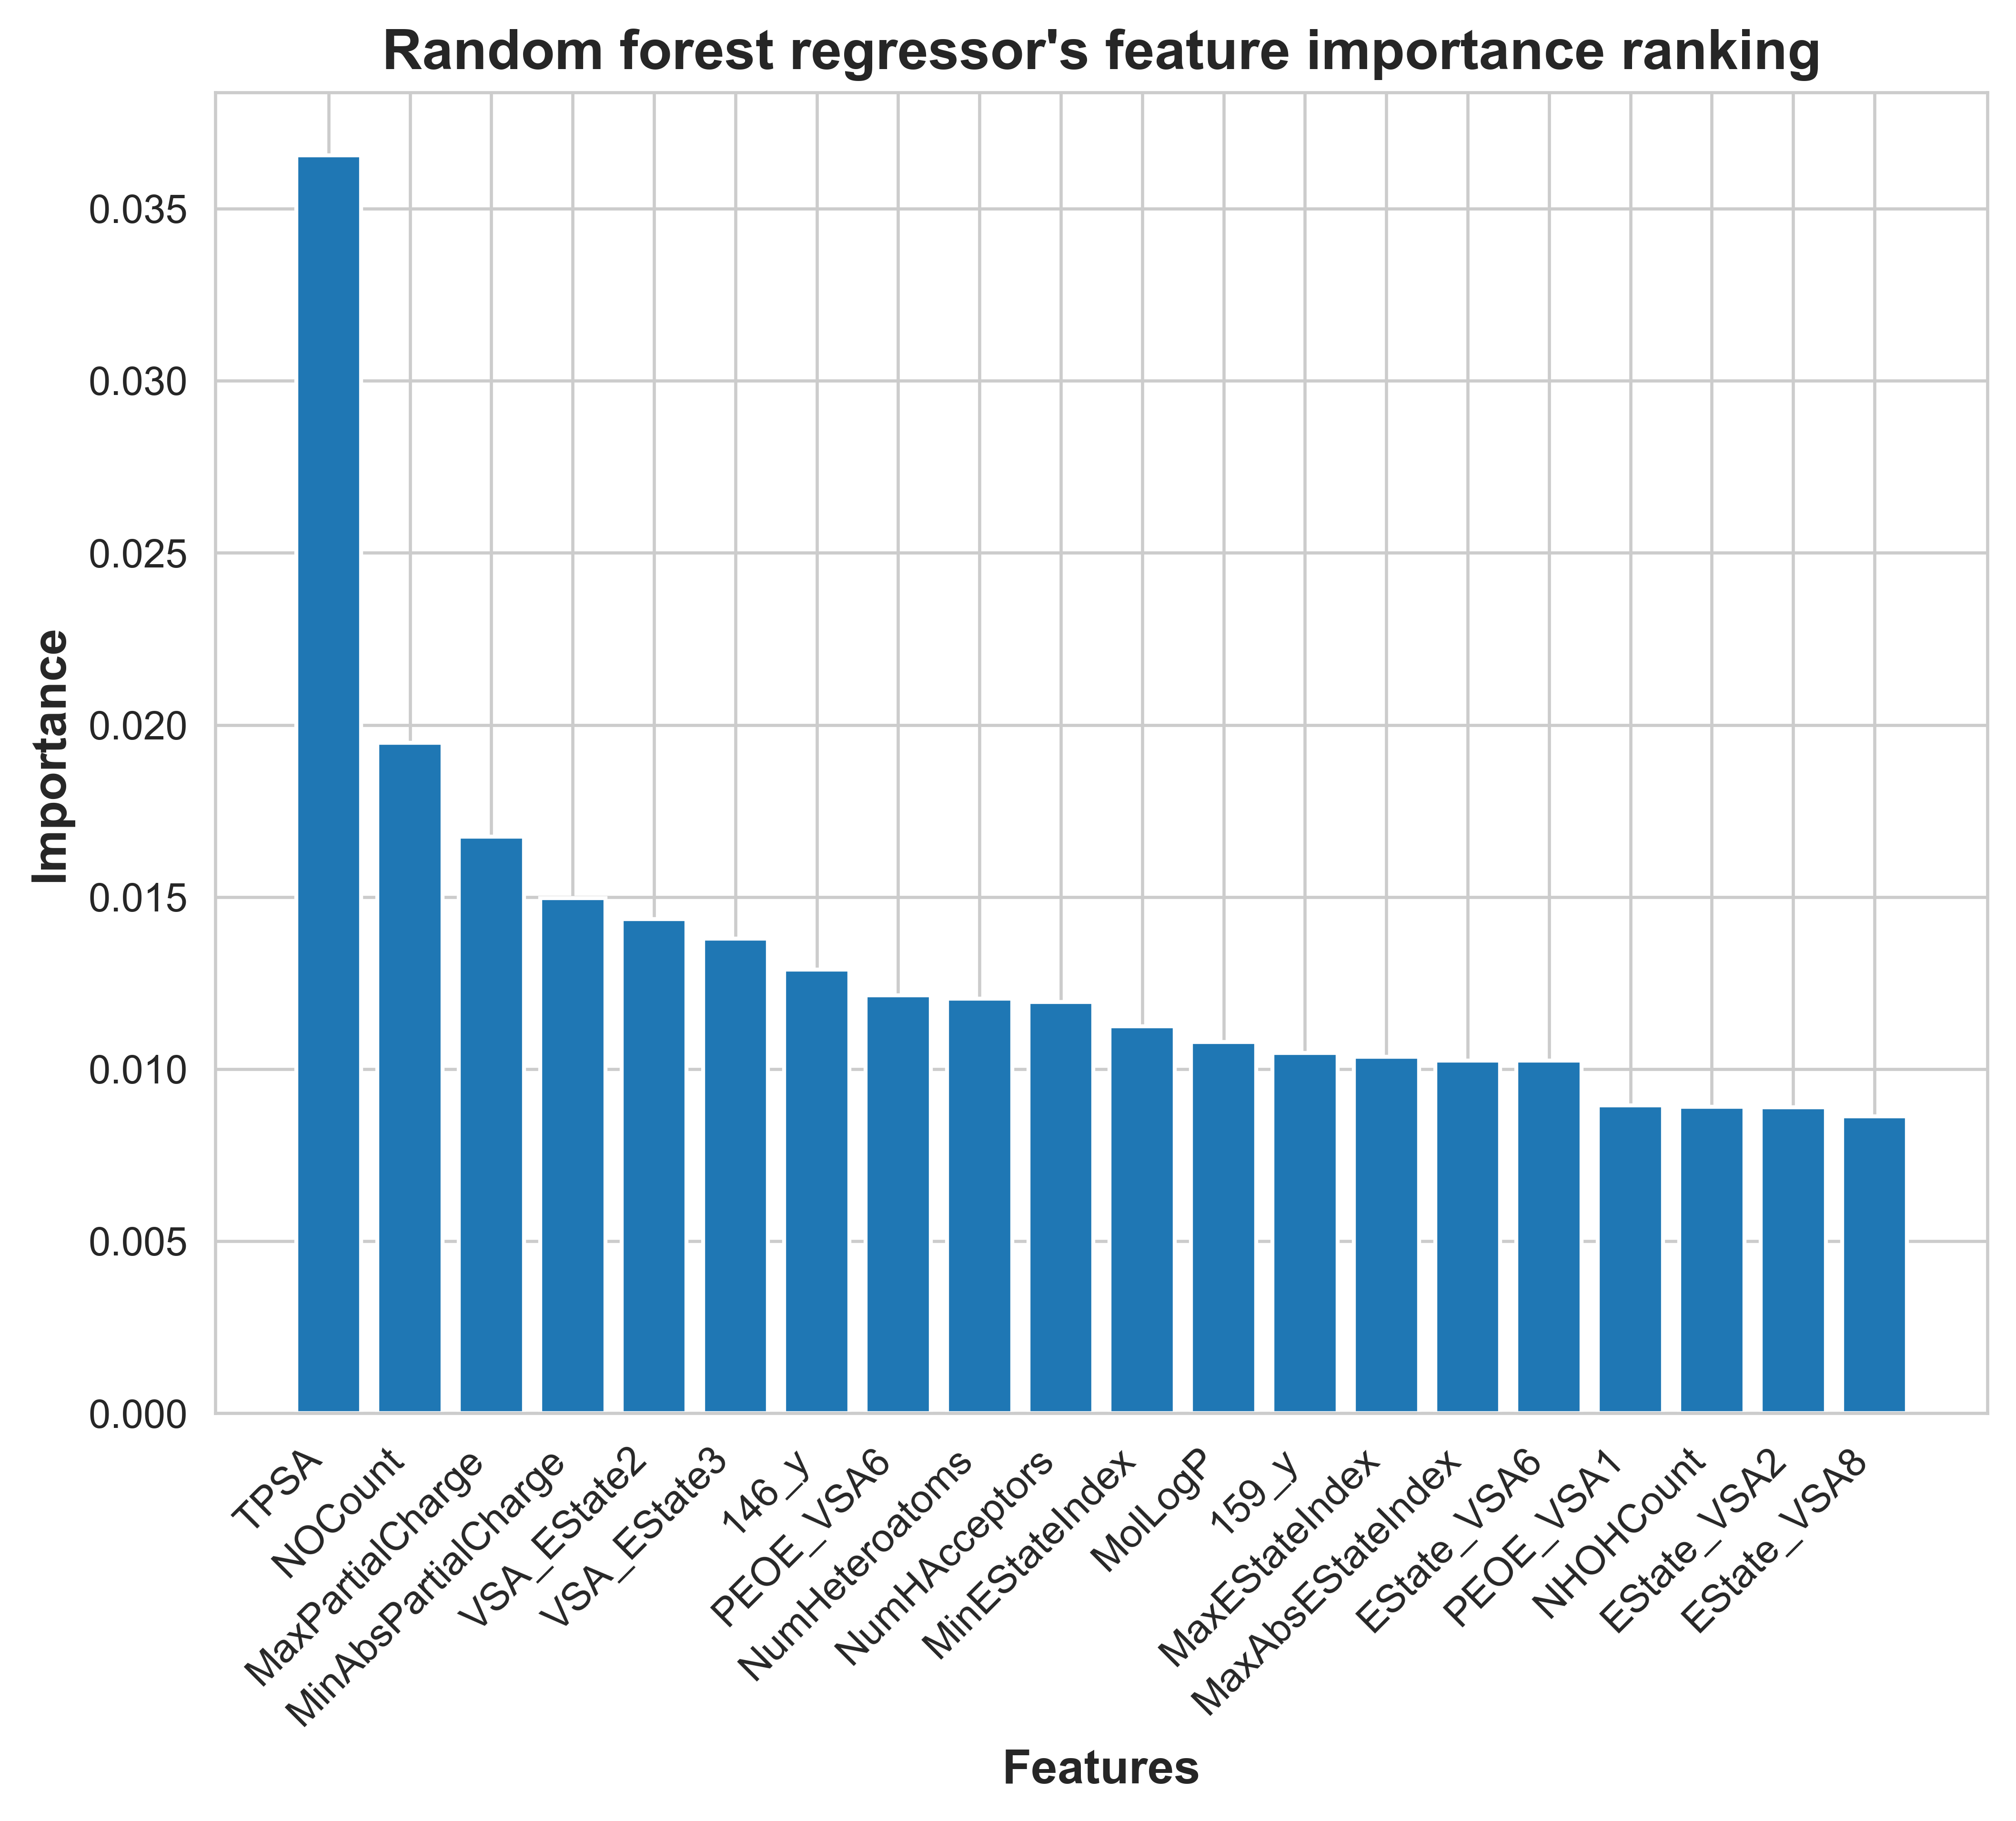 Random forest regressor's feature importance ranking
0.035
0.030
0.025
0.020
0.015
0.010
0.005
0.000
Importance
TPSA
NOCount
MaxPartialCharge
MinAbsPartialCharge
VSA_EState2
VSA_EState3
146_y
PEOE_VSA6
NumHeteroatoms
NumHAcceptors
MinEStateIndex
MolLogP
159_y
MaxEStateIndex
MaxAbsEStateIndex
EState_VSA6
PEOE_VSA1
NHOHCount
EState_VSA2
EState_VSA8
Features